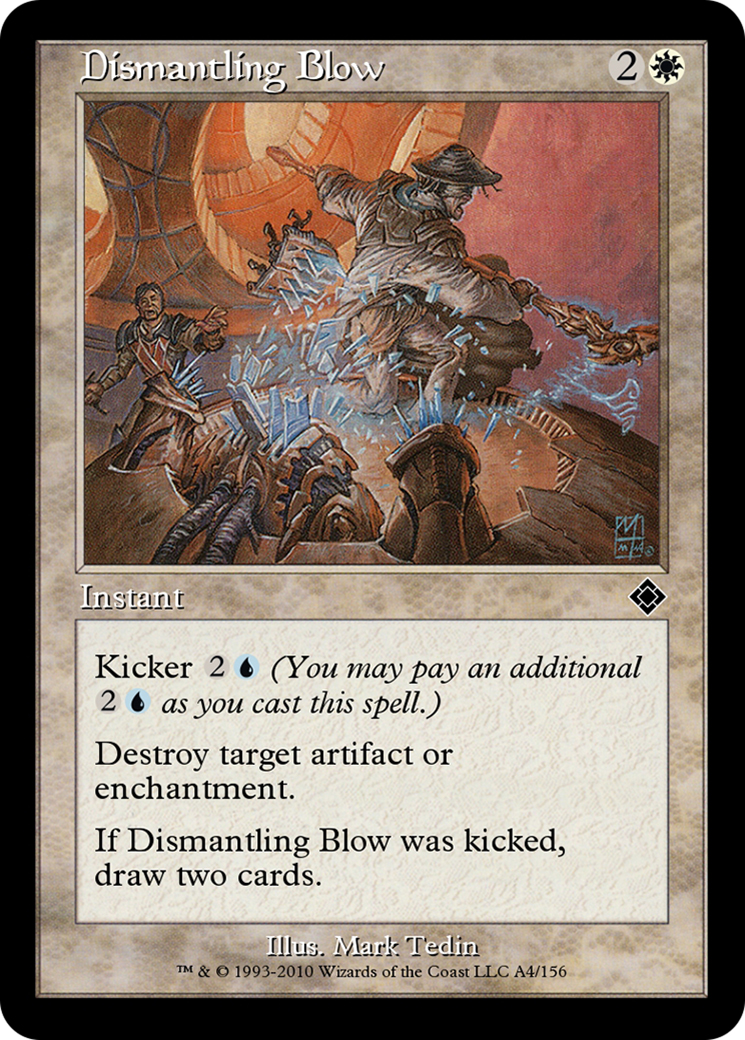 Dismantling Blow 2
Instant
Kicker 2 (You may pay an additional
2 as you cast this spell.)
Destroy target artifact or
enchantment.
If Dismantling Blow was kicked,
draw two cards.
Illus. Mark Tedin
™ & © 1993-2010 Wizards of the Coast LLC A4/156